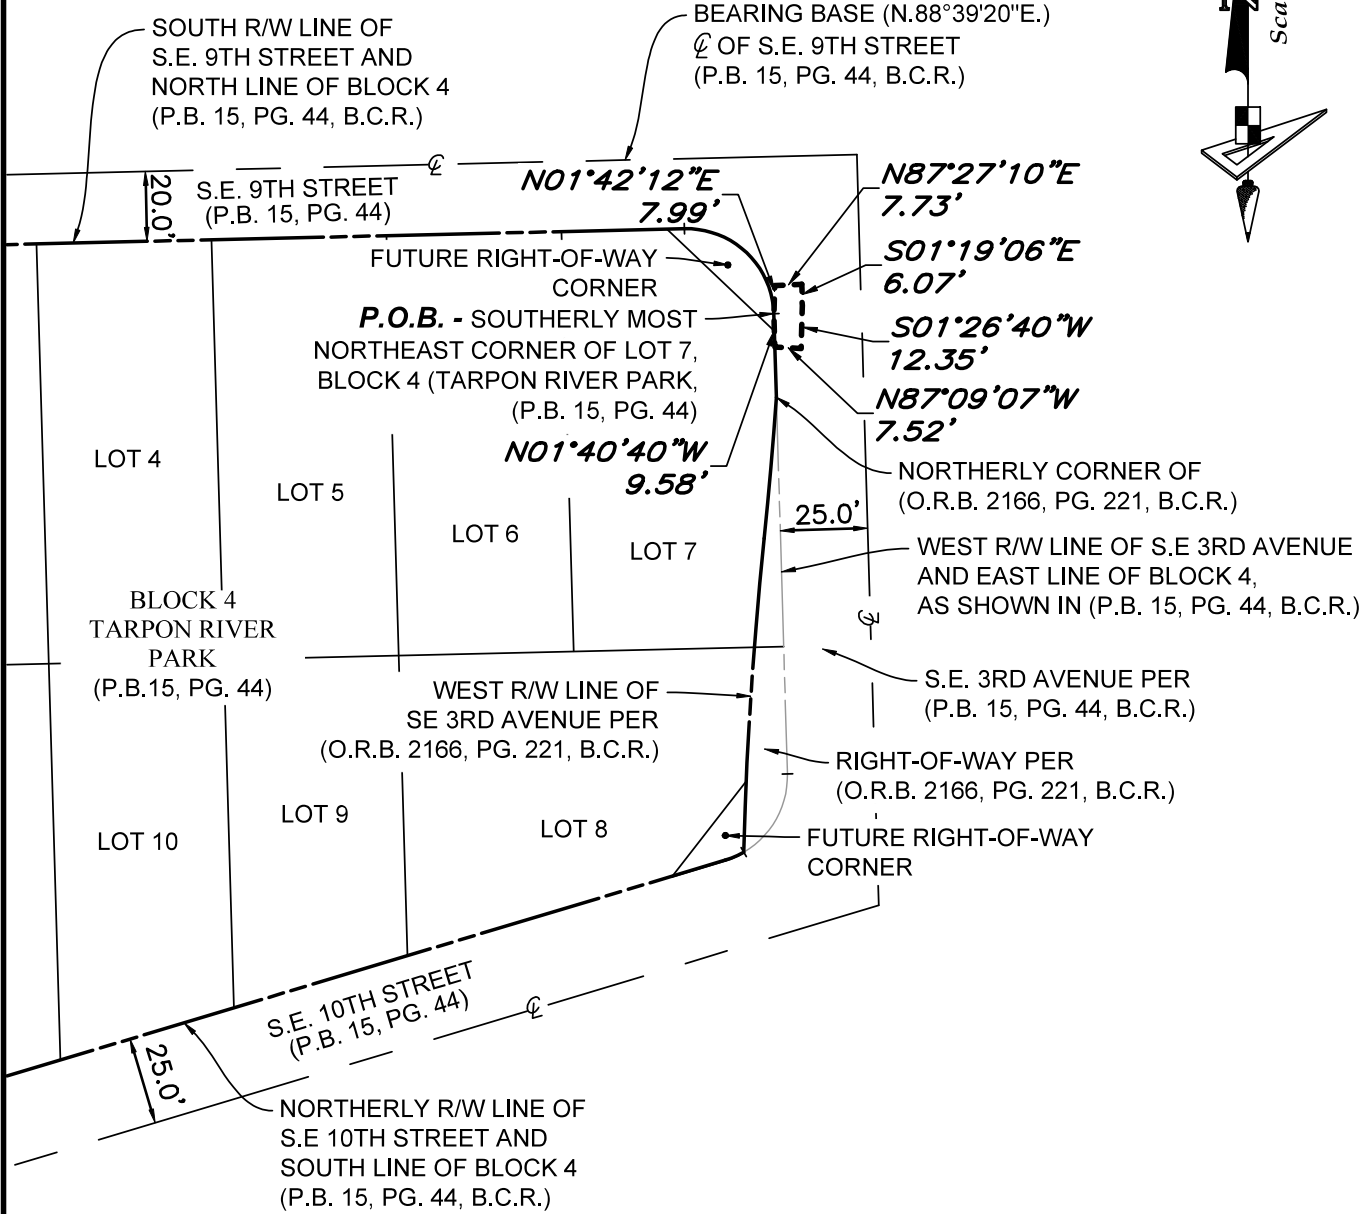 SOUTH R/W LINE OF
S.E. 9TH STREET AND
NORTH LINE OF BLOCK 4
(P.B. 15, PG. 44, B.C.R.)
BEARING BASE (N.88°39'20"E.)
℄ OF S.E. 9TH STREET
(P.B. 15, PG. 44, B.C.R.)
℄
20.0'
S.E. 9TH STREET
(P.B. 15, PG. 44)
N01°42'12"E
7.99'
N87°27'10"E
7.73'
S01°19'06"E
6.07'
S01°26'40"W
12.35'
N87°09'07"W
7.52'
FUTURE RIGHT-OF-WAY
CORNER
P.O.B. - SOUTHERLY MOST
NORTHEAST CORNER OF LOT 7,
BLOCK 4 (TARPON RIVER PARK,
(P.B. 15, PG. 44)
N01°40'40"W
9.58'
NORTHERLY CORNER OF
(O.R.B. 2166, PG. 221, B.C.R.)
25.0'
WEST R/W LINE OF S.E 3RD AVENUE
AND EAST LINE OF BLOCK 4,
AS SHOWN IN (P.B. 15, PG. 44, B.C.R.)
℄
LOT 4
LOT 5
LOT 6
LOT 7
BLOCK 4
TARPON RIVER
PARK
(P.B.15, PG. 44)
WEST R/W LINE OF
SE 3RD AVENUE PER
(O.R.B. 2166, PG. 221, B.C.R.)
S.E. 3RD AVENUE PER
(P.B. 15, PG. 44, B.C.R.)
RIGHT-OF-WAY PER
(O.R.B. 2166, PG. 221, B.C.R.)
LOT 10
LOT 9
LOT 8
FUTURE RIGHT-OF-WAY
CORNER
S.E. 10TH STREET
(P.B. 15, PG. 44)
℄
25.0'
NORTHERLY R/W LINE OF
S.E 10TH STREET AND
SOUTH LINE OF BLOCK 4
(P.B. 15, PG. 44, B.C.R.)